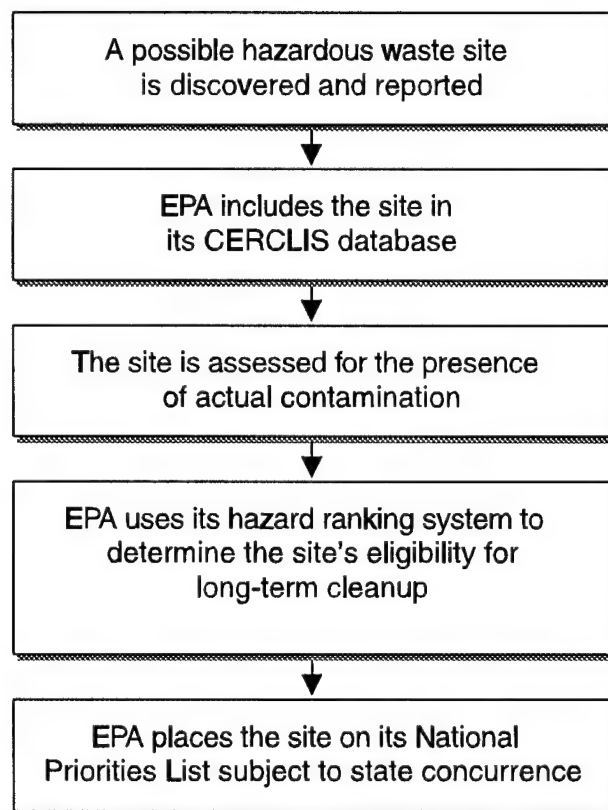 A possible hazardous waste site
is discovered and reported
EPA includes the site in
its CERCLIS database
The site is assessed for the presence
of actual contamination
EPA uses its hazard ranking system to
determine the site's eligibility for
long-term cleanup
EPA places the site on its National
Priorities List subject to state concurrence